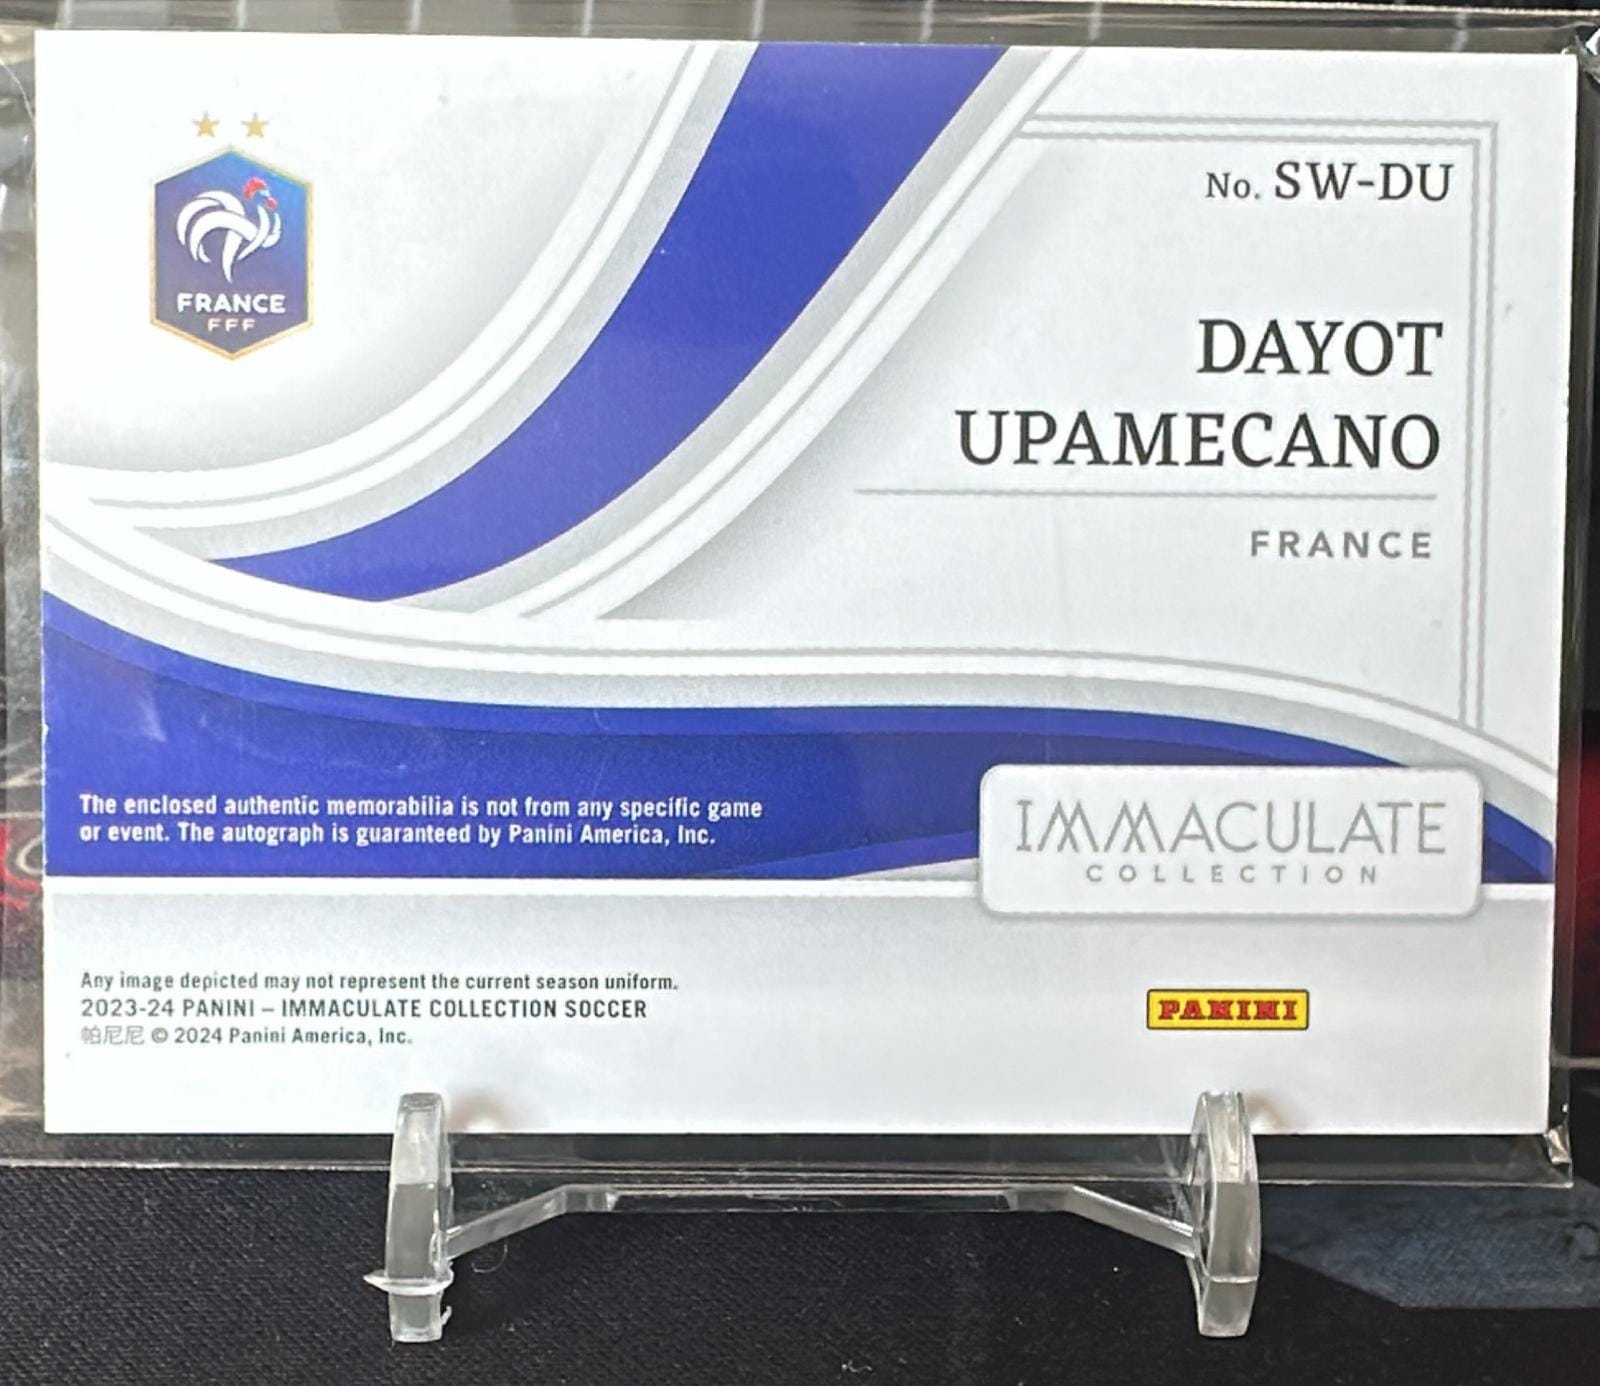 No. SW-DU
FRANCE
FFF
DAYOT
UPAMECANO
FRANCE
The enclosed authentic memorabilia is not from any specific game
or event. The autograph is guaranteed by Panini America, Inc.
IMMACULATE
COLLECTION
Any image depicted may not represent the current season uniform.
2023-24 PANINI – IMMACULATE COLLECTION SOCCER
帕尼尼 © 2024 Panini America, Inc.
PANINI